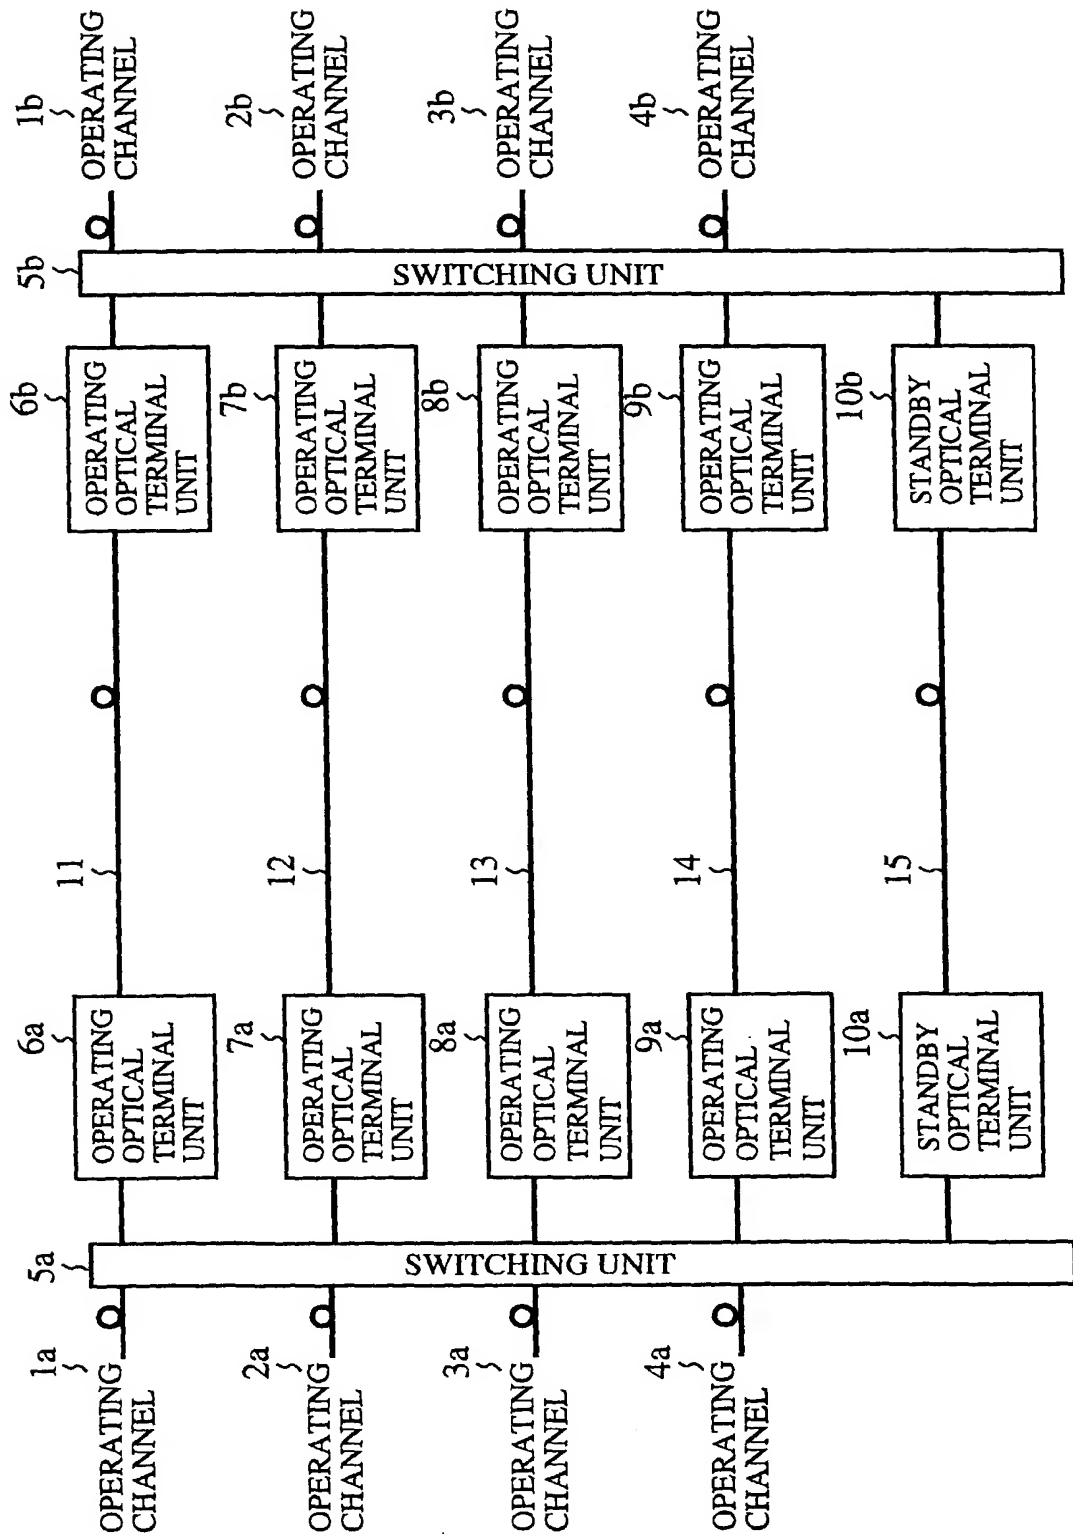 1a
OPERATING
CHANNEL
2a
OPERATING
CHANNEL
3a
OPERATING
CHANNEL
4a
OPERATING
CHANNEL
5a
SWITCHING UNIT
6a
OPERATING
OPTICAL
TERMINAL
UNIT
7a
OPERATING
OPTICAL
TERMINAL
UNIT
8a
OPERATING
OPTICAL
TERMINAL
UNIT
9a
OPERATING
OPTICAL
TERMINAL
UNIT
10a
STANDBY
OPTICAL
TERMINAL
UNIT
11
12
13
14
15
6b
OPERATING
OPTICAL
TERMINAL
UNIT
7b
OPERATING
OPTICAL
TERMINAL
UNIT
8b
OPERATING
OPTICAL
TERMINAL
UNIT
9b
OPERATING
OPTICAL
TERMINAL
UNIT
10b
STANDBY
OPTICAL
TERMINAL
UNIT
5b
SWITCHING UNIT
1b
OPERATING
CHANNEL
2b
OPERATING
CHANNEL
3b
OPERATING
CHANNEL
4b
OPERATING
CHANNEL